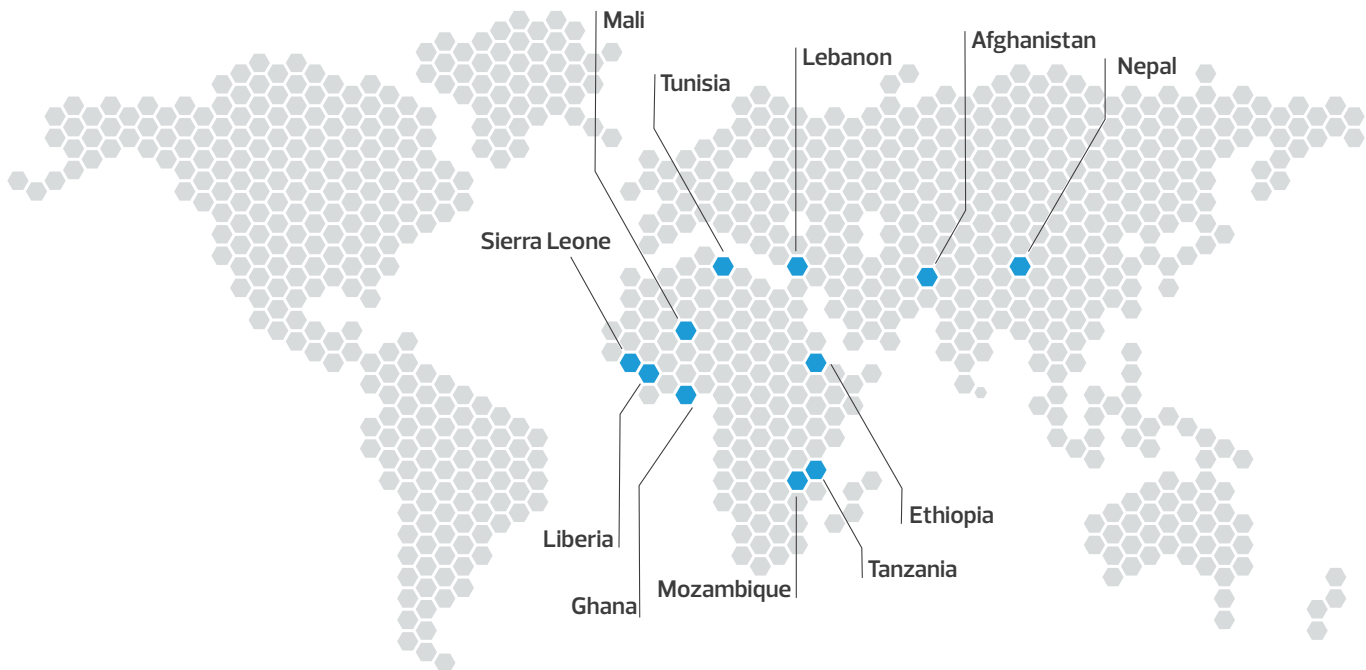 Mali
Afghanistan
Lebanon
Nepal
Tunisia
Sierra Leone
Ethiopia
Liberia
Tanzania
Mozambique
Ghana